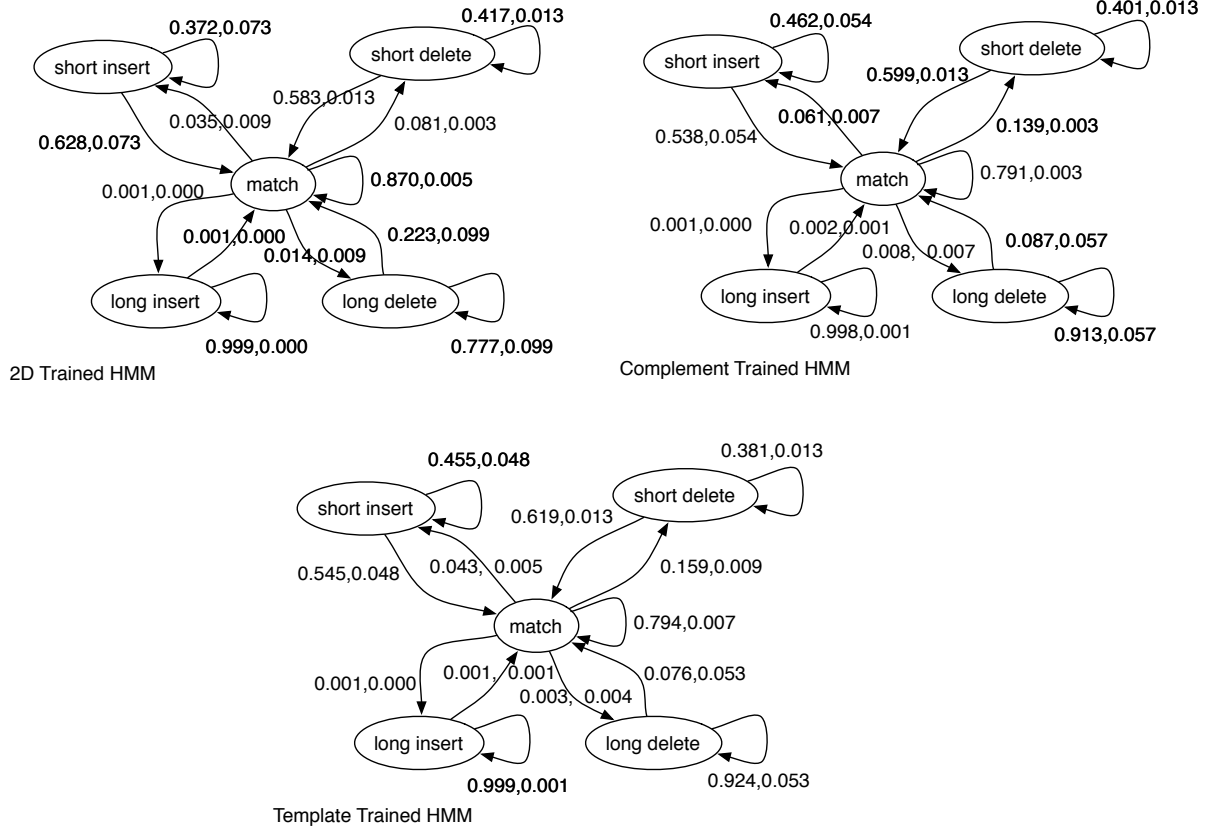 0.372,0.073
0.417,0.013
short insert
short delete
0.583,0.013
0.035,0.009
0.081,0.003
0.628,0.073
match
0.870,0.005
0.001,0.000
0.001,0.000
0.223,0.099
0.014,0.009
long insert
long delete
0.999,0.000
0.777,0.099
2D Trained HMM
0.462,0.054
0.401,0.013
short insert
short delete
0.599,0.013
0.061,0.007
0.139,0.003
0.538,0.054
match
0.791,0.003
0.001,0.000
0.002,0.001
0.087,0.057
0.008, 0.007
long insert
long delete
0.998,0.001
0.913,0.057
Complement Trained HMM
0.455,0.048
0.381,0.013
short insert
short delete
0.619,0.013
0.043, 0.005
0.159,0.009
0.545,0.048
match
0.794,0.007
0.001,0.000
0.001, 0.001
0.076,0.053
0.003, 0.004
long insert
long delete
0.999,0.001
0.924,0.053
Template Trained HMM